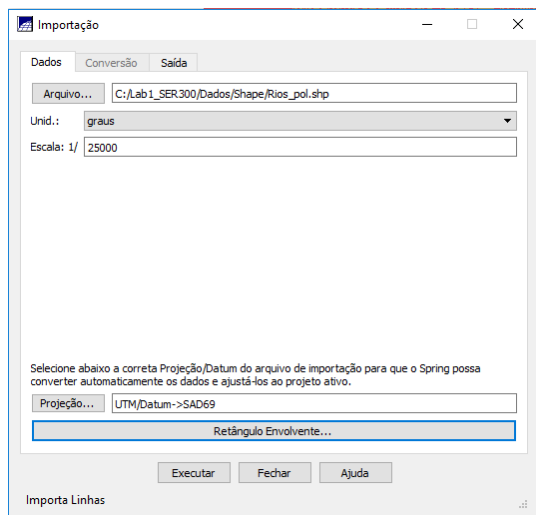 Importação
Dados Conversão Saída
Arquivo... C:/Lab1_SER300/Dados/Shape/Rios_pol.shp
Unid.: graus
Escala: 1/ 25000
Selecione abaixo a correta Projeção/Datum do arquivo de importação para que o Spring possa
converter automaticamente os dados e ajustá-los ao projeto ativo.
Projeção... UTM/Datum->SAD69
Retângulo Envolvente...
Executar Fechar Ajuda
Importa Linhas